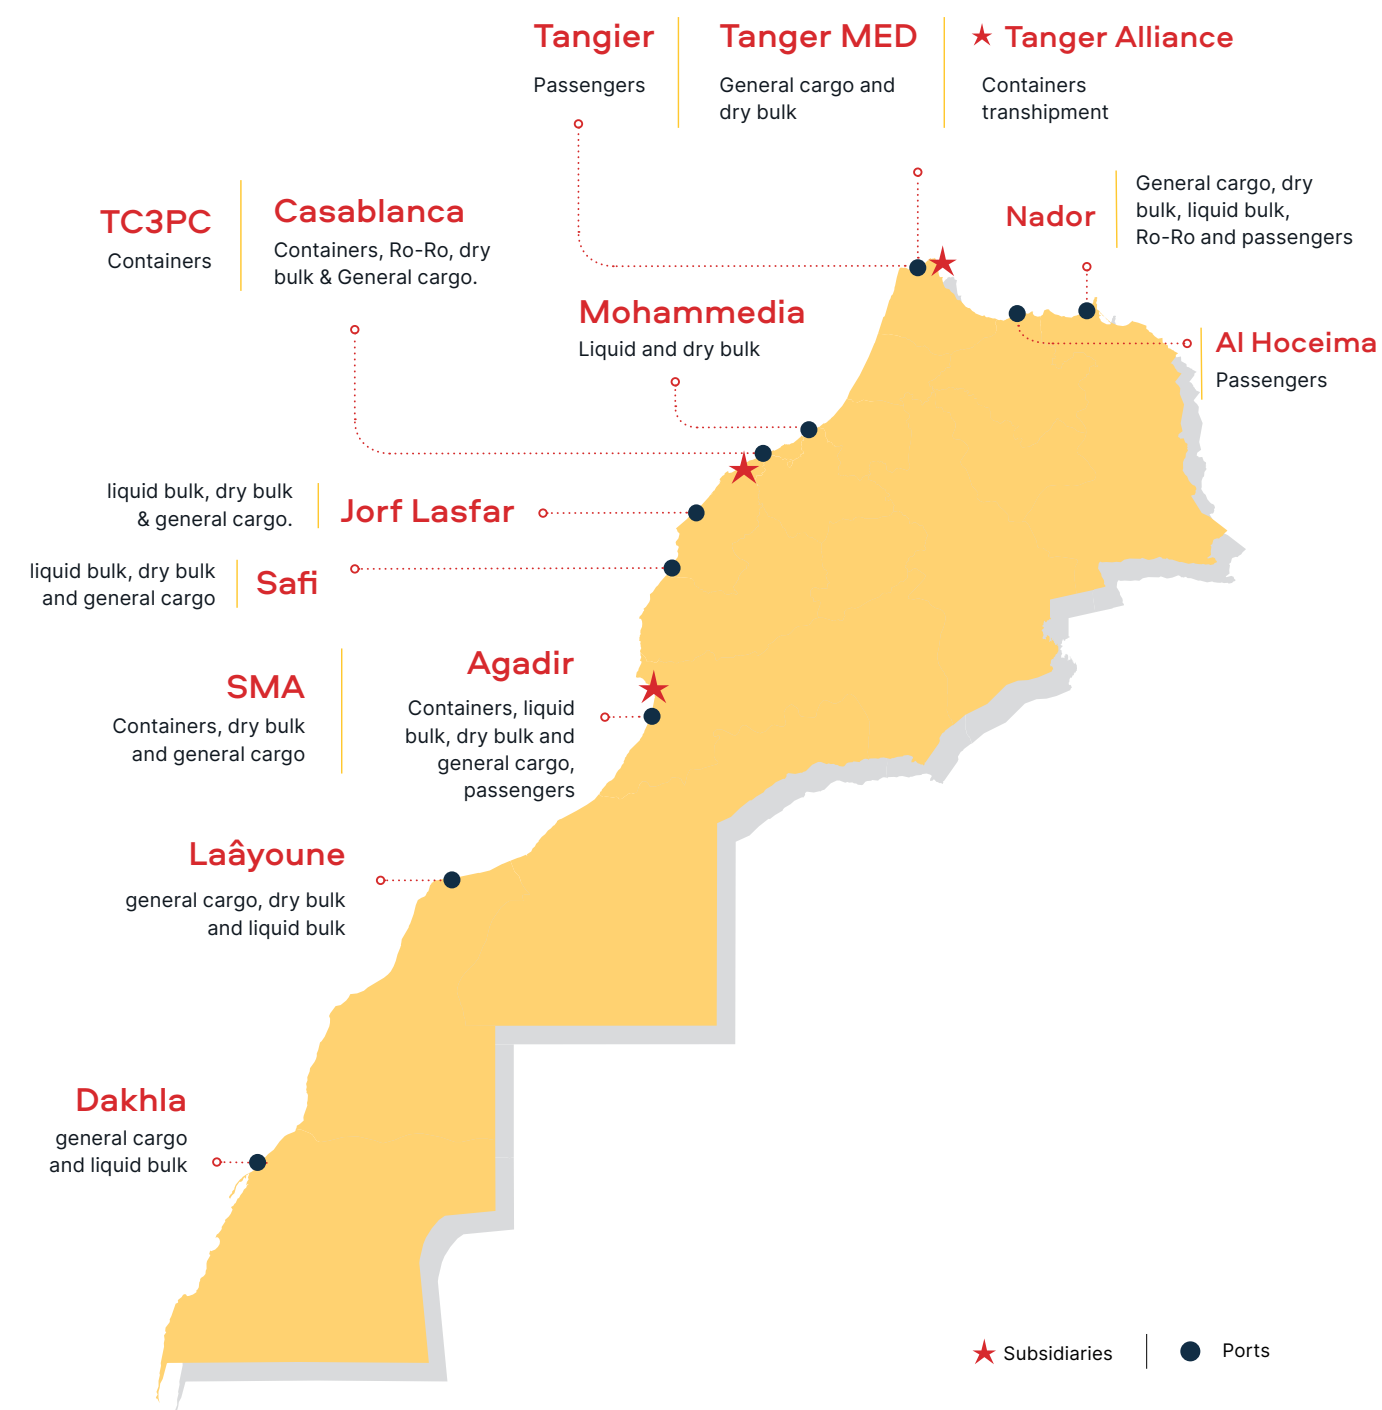 Tangier
Passengers
Tanger MED
General cargo and
dry bulk
Tanger Alliance
Containers
transhipment
TC3PC
Containers
Casablanca
Containers, Ro-Ro, dry
bulk & General cargo.
Nador
General cargo, dry
bulk, liquid bulk,
Ro-Ro and passengers
Mohammedia
Liquid and dry bulk
Al Hoceima
Passengers
liquid bulk, dry bulk
& general cargo.
Jorf Lasfar
liquid bulk, dry bulk
and general cargo
Safi
SMA
Containers, dry bulk
and general cargo
Agadir
Containers, liquid
bulk, dry bulk and
general cargo,
passengers
Laâyoune
general cargo, dry bulk
and liquid bulk
Dakhla
general cargo
and liquid bulk
Subsidiaries
Ports